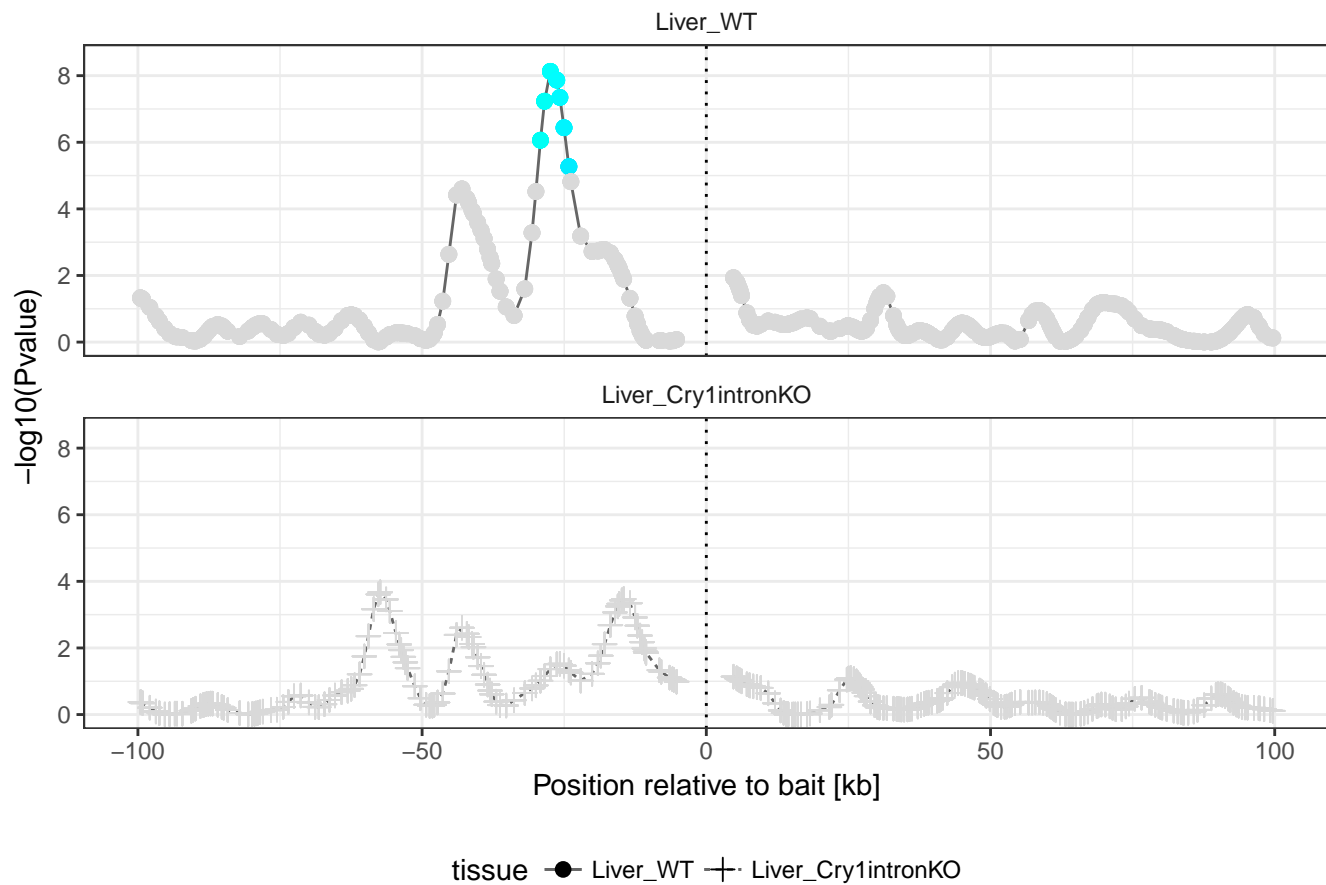 Liver_WT
8
6
4
2
0
Liver_Cry1intronKO
8
6
4
2
0
−log10(Pvalue)
−100 −50 0 50 100
Position relative to bait [kb]
tissue Liver_WT Liver_Cry1intronKO